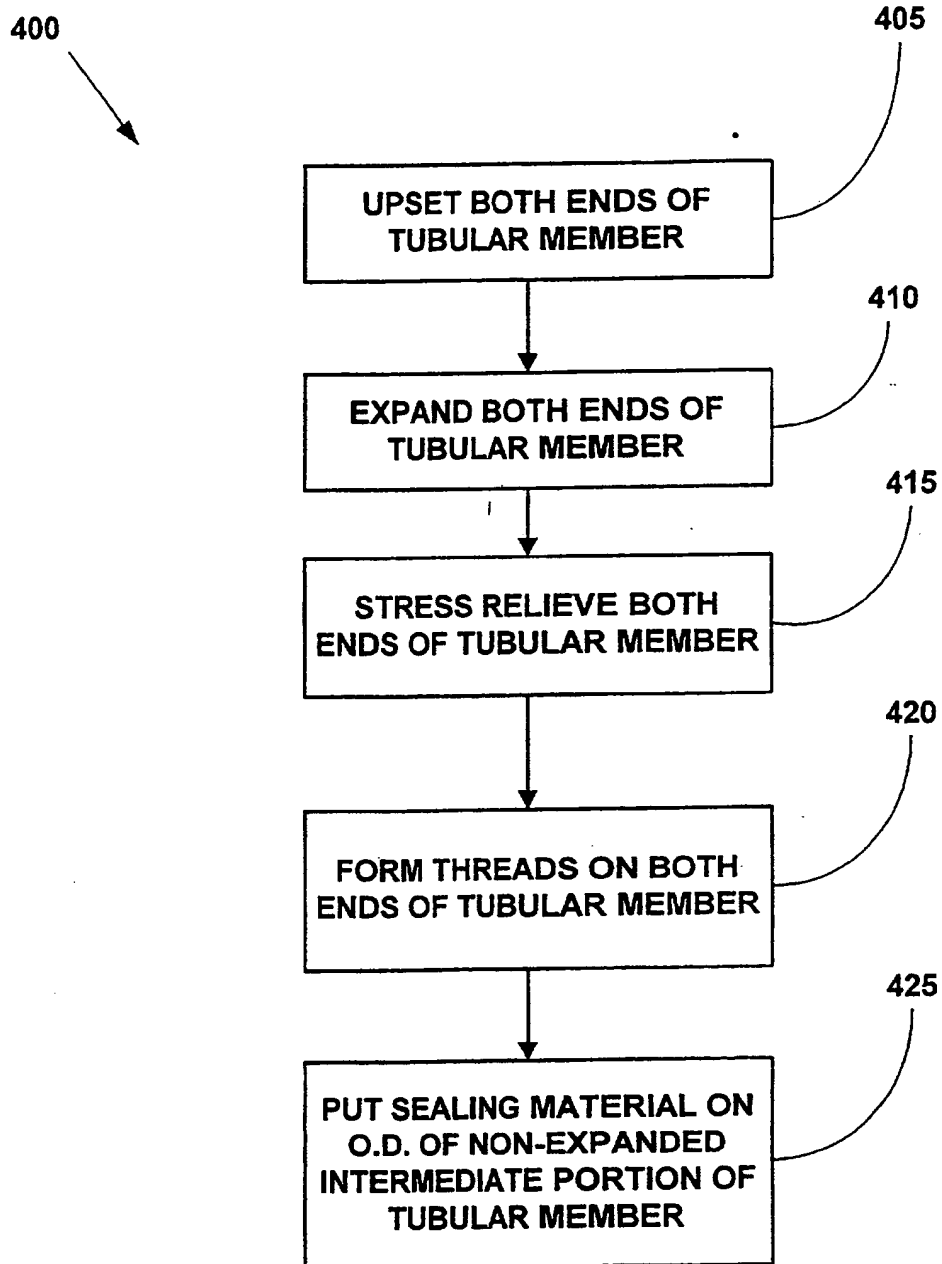 400
405
UPSET BOTH ENDS OF
TUBULAR MEMBER
410
EXPAND BOTH ENDS OF
TUBULAR MEMBER
415
STRESS RELIEVE BOTH
ENDS OF TUBULAR MEMBER
420
FORM THREADS ON BOTH
ENDS OF TUBULAR MEMBER
425
PUT SEALING MATERIAL ON
O.D. OF NON-EXPANDED
INTERMEDIATE PORTION OF
TUBULAR MEMBER